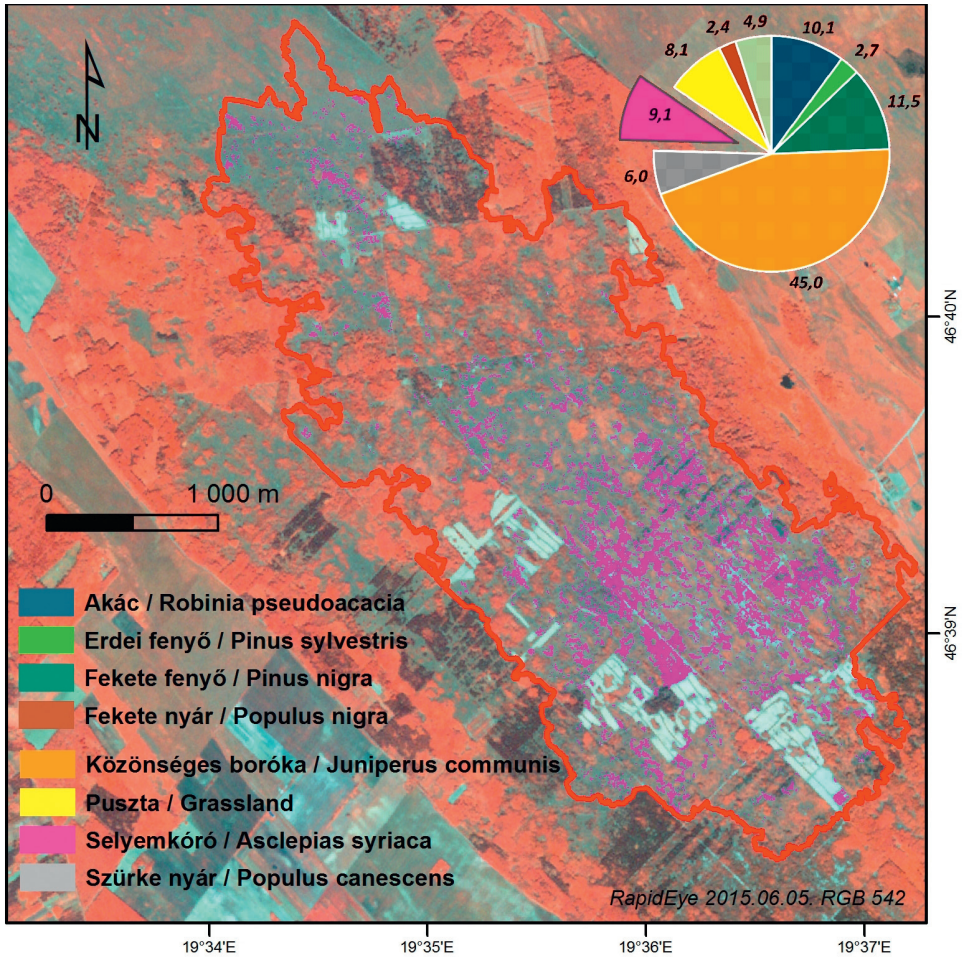 N
4,9
2,4
10,1
8,1
2,7
9,1
11,5
6,0
45,0
46°40'N
0 1 000 m
Akác / Robinia pseudoacacia
Erdei fenyő / Pinus sylvestris
46°39'N
Fekete fenyő / Pinus nigra
Fekete nyár / Populus nigra
Közönséges boróka / Juniperus communis
Puszta / Grassland
Selyemkóró / Asclepias syriaca
Szürke nyár / Populus canescens
RapidEye 2015.06.05. RGB 542
19°34'E 19°35'E 19°36'E 19°37'E